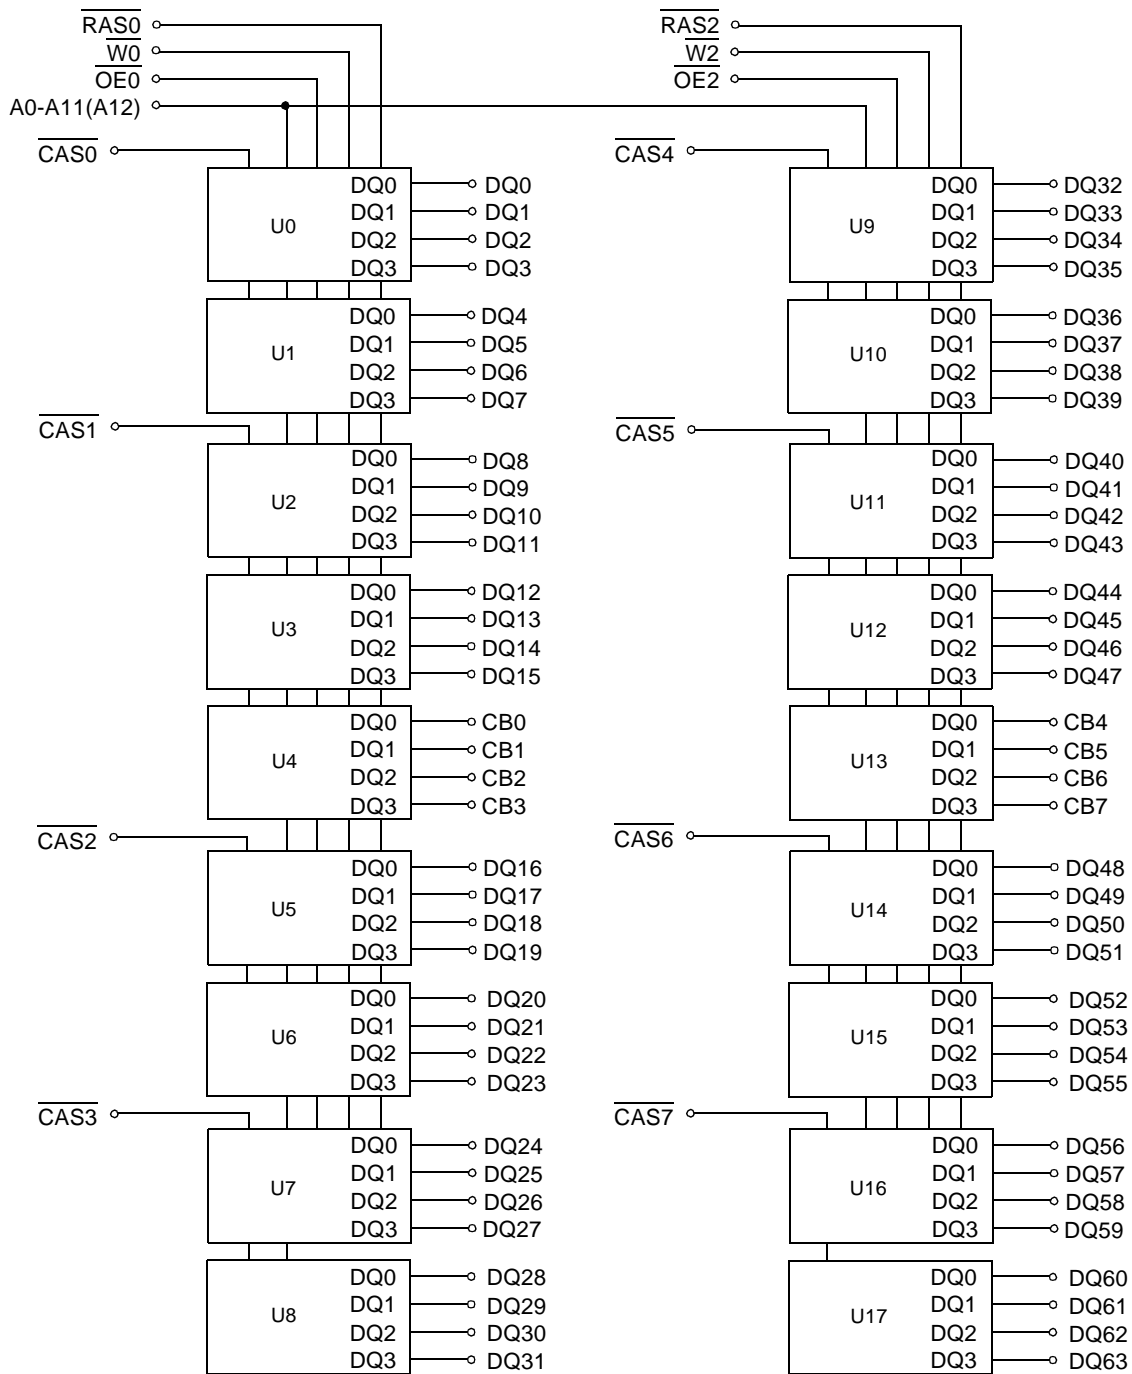 RAS0
W0
OE0
A0-A11(A12)
CAS0
U0
DQ0 DQ0
DQ1 DQ1
DQ2 DQ2
DQ3 DQ3
U1
DQ0 DQ4
DQ1 DQ5
DQ2 DQ6
DQ3 DQ7
CAS1
U2
DQ0 DQ8
DQ1 DQ9
DQ2 DQ10
DQ3 DQ11
U3
DQ0 DQ12
DQ1 DQ13
DQ2 DQ14
DQ3 DQ15
U4
DQ0 CB0
DQ1 CB1
DQ2 CB2
DQ3 CB3
CAS2
U5
DQ0 DQ16
DQ1 DQ17
DQ2 DQ18
DQ3 DQ19
U6
DQ0 DQ20
DQ1 DQ21
DQ2 DQ22
DQ3 DQ23
CAS3
U7
DQ0 DQ24
DQ1 DQ25
DQ2 DQ26
DQ3 DQ27
U8
DQ0 DQ28
DQ1 DQ29
DQ2 DQ30
DQ3 DQ31
RAS2
W2
OE2
CAS4
U9
DQ0 DQ32
DQ1 DQ33
DQ2 DQ34
DQ3 DQ35
U10
DQ0 DQ36
DQ1 DQ37
DQ2 DQ38
DQ3 DQ39
CAS5
U11
DQ0 DQ40
DQ1 DQ41
DQ2 DQ42
DQ3 DQ43
U12
DQ0 DQ44
DQ1 DQ45
DQ2 DQ46
DQ3 DQ47
U13
DQ0 CB4
DQ1 CB5
DQ2 CB6
DQ3 CB7
CAS6
U14
DQ0 DQ48
DQ1 DQ49
DQ2 DQ50
DQ3 DQ51
U15
DQ0 DQ52
DQ1 DQ53
DQ2 DQ54
DQ3 DQ55
CAS7
U16
DQ0 DQ56
DQ1 DQ57
DQ2 DQ58
DQ3 DQ59
U17
DQ0 DQ60
DQ1 DQ61
DQ2 DQ62
DQ3 DQ63